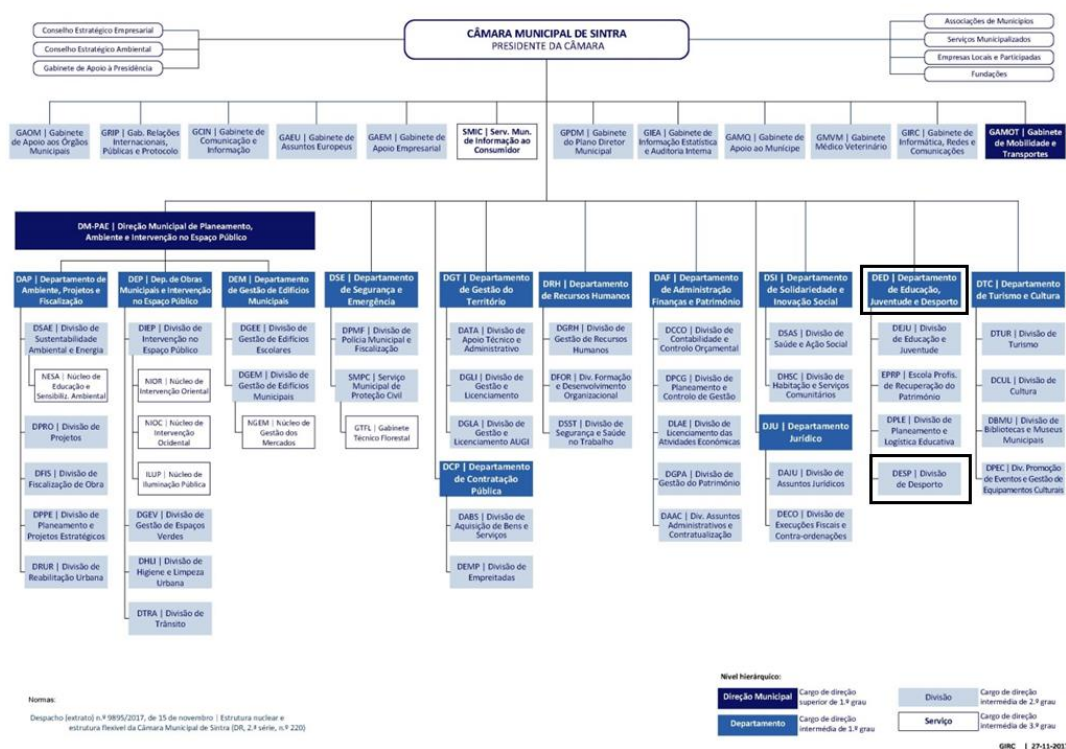 CÂMARA MUNICIPAL DE SINTRA
PRESIDENTE DA CÂMARA
Conselho Estratégico Empresarial
Conselho Estratégico Ambiental
Gabinete de Apoio à Presidência
Associações de Municípios
Serviços Municipalizados
Empresas Locais e Participadas
Fundações
GAOM | Gabinete
de Apoio aos Órgãos
Municipais
GRIP | Gab. Relações
Internacionais,
Públicas e Protocolo
GCIN | Gabinete de
Comunicação e
Informação
GAEU | Gabinete de
Assuntos Europeus
GAEM | Gabinete de
Apoio Empresarial
SMIC | Serv. Mun.
de Informação ao
Consumidor
GPDM | Gabinete
do Plano Diretor
Municipal
GIEA | Gabinete de
Informação Estatística
e Auditoria Interna
GAMQ | Gabinete de
Apoio ao Munícipe
GMVM | Gabinete
Médico Veterinário
GIRC | Gabinete de
Informática, Redes e
Comunicações
GAMOT | Gabinete
de Mobilidade e
Transportes
DM-PAE | Direção Municipal de Planeamento,
Ambiente e Intervenção no Espaço Público
DAP | Departamento de
Ambiente, Projetos e
Fiscalização
DSAE | Divisão de
Sustentabilidade
Ambiental e Energia
NESA | Núcleo de
Educação e
Sensibiliz. Ambiental
DPRO | Divisão de
Projetos
DFIS | Divisão de
Fiscalização de Obra
DPPE | Divisão de
Planeamento e
Projetos Estratégicos
DRUR | Divisão de
Reabilitação Urbana
DEP | Dep. de Obras
Municipais e Intervenção
no Espaço Público
DIEP | Divisão de
Intervenção no
Espaço Público
NIOR | Núcleo de
Intervenção Oriental
NIOC | Núcleo de
Intervenção
Ocidental
ILUP | Núcleo de
Iluminação Pública
DGEV | Divisão de
Gestão de Espaços
Verdes
DHLI | Divisão de
Higiene e Limpeza
Urbana
DTRA | Divisão de
Trânsito
DEM | Departamento
de Gestão de Edifícios
Municipais
DGEE | Divisão de
Gestão de Edifícios
Escolares
DGEM | Divisão de
Gestão de Edifícios
Municipais
NGEM | Núcleo de
Gestão dos
Mercados
DSE | Departamento
de Segurança e
Emergência
DPMF | Divisão de
Polícia Municipal e
Fiscalização
SMPC | Serviço
Municipal de
Proteção Civil
GTFL | Gabinete
Técnico Florestal
DGT | Departamento
de Gestão do
Território
DATA | Divisão de
Apoio Técnico e
Administrativo
DGLI | Divisão de
Gestão e
Licenciamento
DGLA | Divisão de
Gestão e
Licenciamento AUGI
DCP | Departamento
de Contratação
Pública
DABS | Divisão de
Aquisição de Bens e
Serviços
DEMP | Divisão de
Empreitadas
DRH | Departamento
de Recursos Humanos
DGRH | Divisão de
Gestão de Recursos
Humanos
DFOR | Div. Formação
e Desenvolvimento
Organizacional
DSST | Divisão de
Segurança e Saúde
no Trabalho
DAF | Departamento
de Administração
Finanças e Património
DCCO | Divisão de
Contabilidade e
Controlo Orçamental
DPCG | Divisão de
Planeamento e
Controlo de Gestão
DLAE | Divisão de
Licenciamento das
Atividades Económicas
DGPA | Divisão de
Gestão do Património
DAAC | Div. Assuntos
Administrativos e
Contratualização
DSI | Departamento
de Solidariedade e
Inovação Social
DSAS | Divisão de
Saúde e Ação Social
DHSC | Divisão de
Habitação e Serviços
Comunitários
DJU | Departamento
Jurídico
DAJU | Divisão de
Assuntos Jurídicos
DECO | Divisão de
Execuções Fiscais e
Contra-ordenações
DED | Departamento
de Educação,
Juventude e Desporto
DEJU | Divisão de
de Educação e
Juventude
EPRP | Escola Profis.
de Recuperação do
Património
DPLE | Divisão de
Planeamento e
Logística Educativa
DESP | Divisão
de Desporto
DTC | Departamento
de Turismo e Cultura
DTUR | Divisão de
Turismo
DCUL | Divisão de
Cultura
DBMU | Divisão de
Bibliotecas e Museus
Municipais
DPEC | Div. Promoção
de Eventos e Gestão de
Equipamentos Culturais
Normas:
Despacho (extrato) n.º 9895/2017, de 15 de novembro | Estrutura nuclear e
estrutura flexível da Câmara Municipal de Sintra (DR, 2.ª série, n.º 220)
Nível hierárquico:
Direção Municipal
Cargo de direção
superior de 1.º grau
Departamento
Cargo de direção
intermédia de 1.º grau
Divisão
Cargo de direção
intermédia de 2.º grau
Serviço
Cargo de direção
intermédia de 3.º grau
GIRC | 27-11-2017